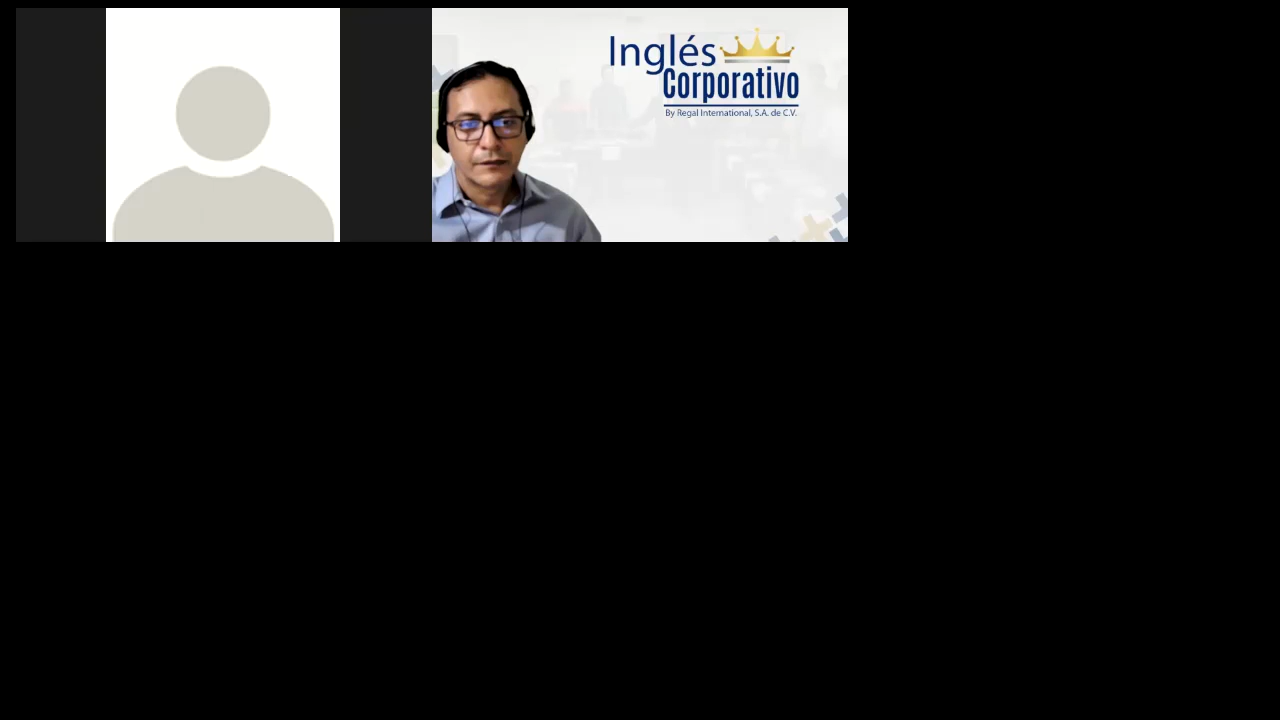 Inglés
Corporativo
By Regal International, S.A. de C.V.